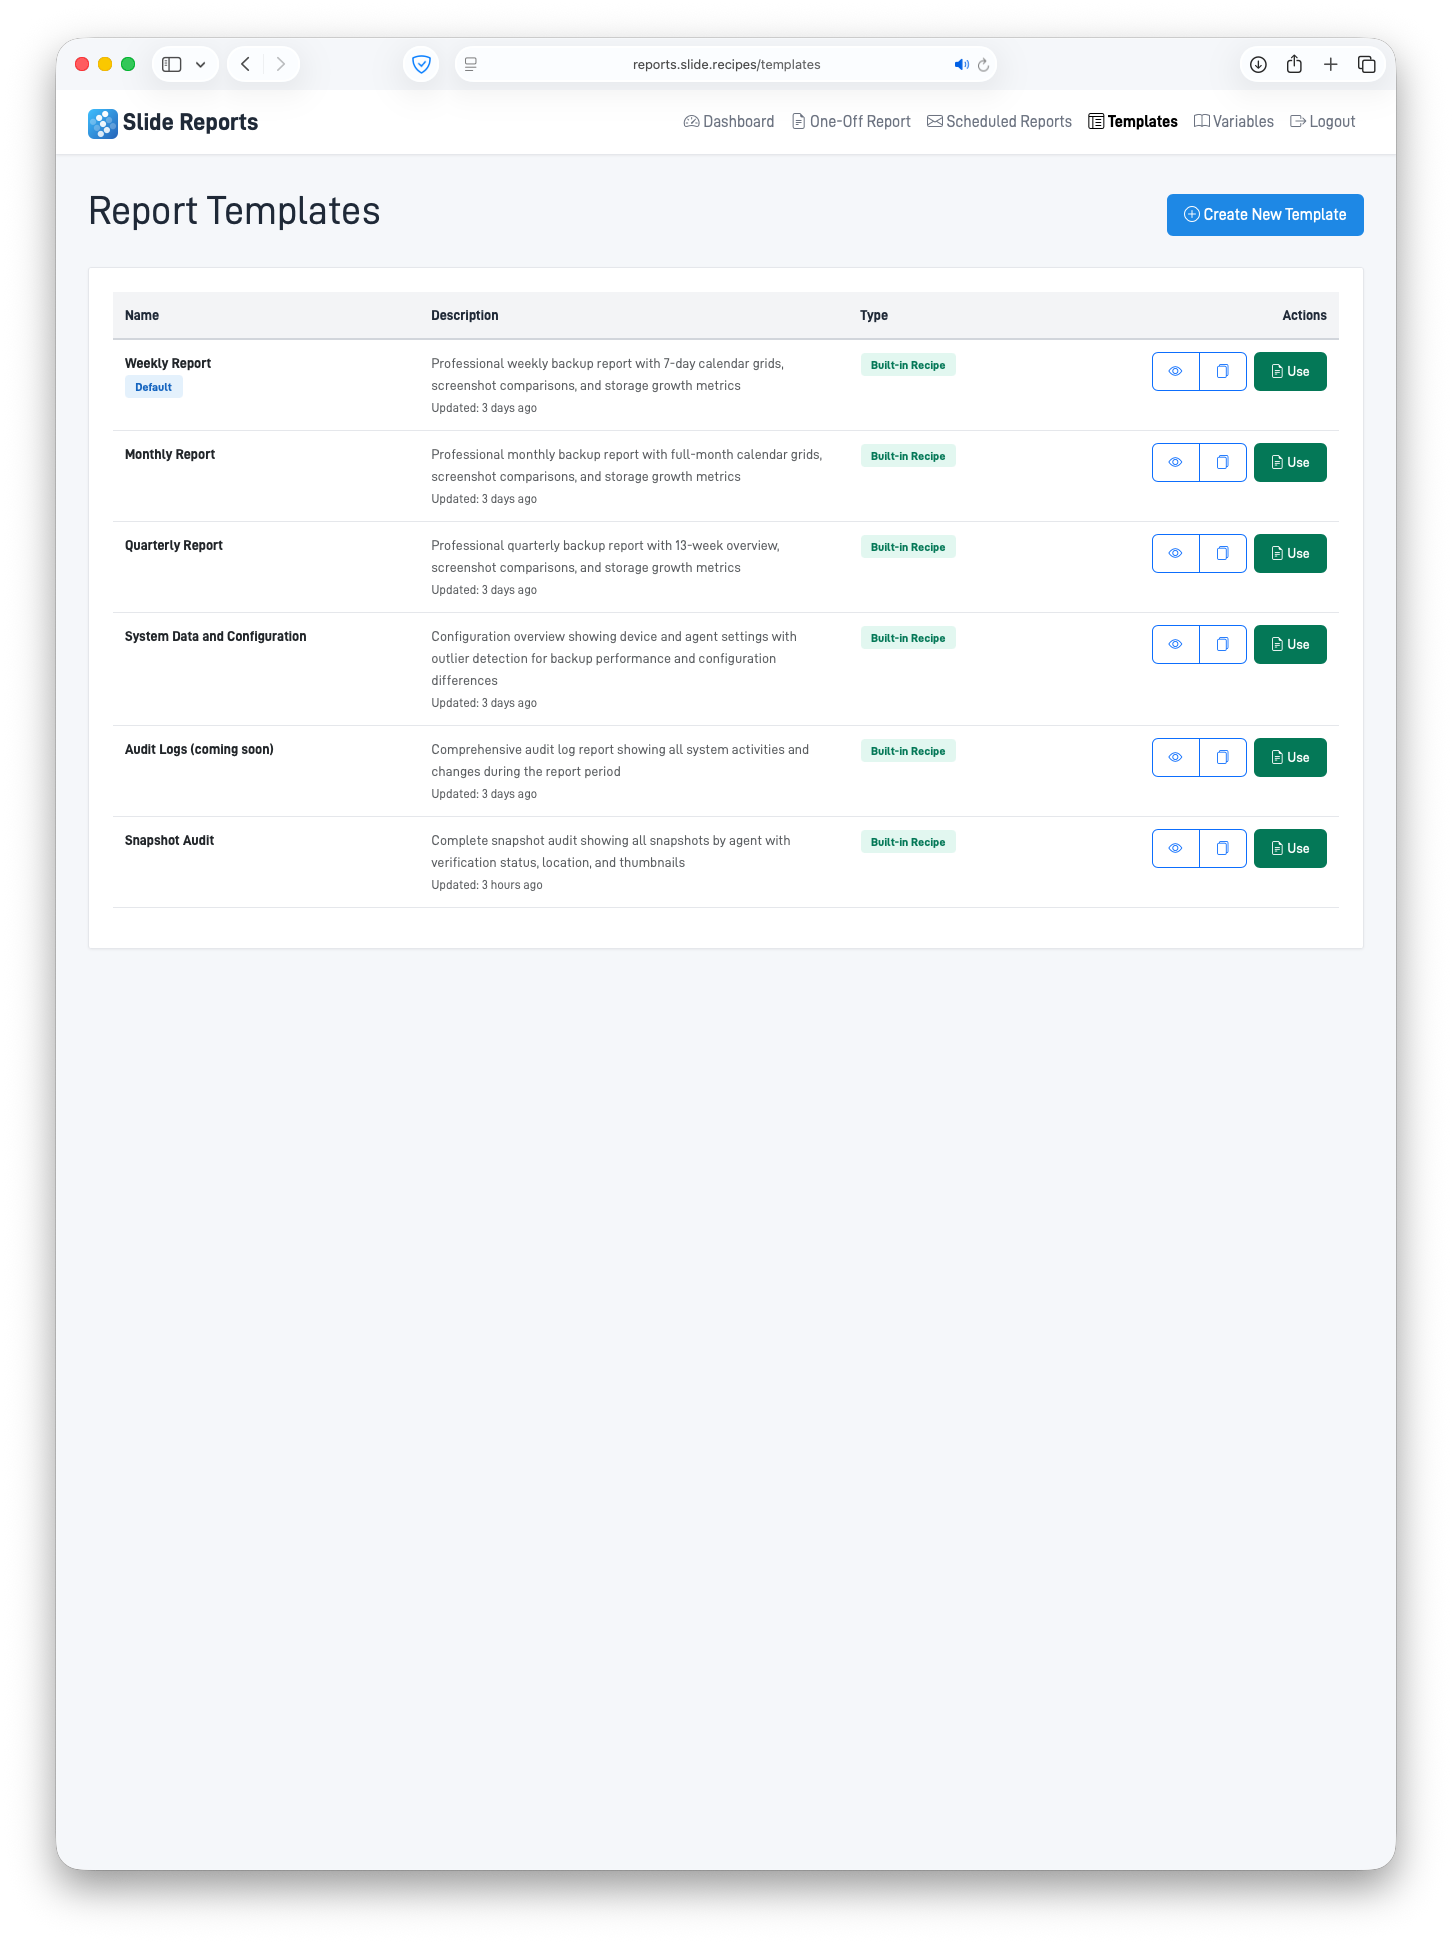 reports.slide.recipes/templates
Slide Reports
Dashboard One-Off Report Scheduled Reports Templates Variables Logout
Report Templates
Create New Template
Name Description Type Actions
Weekly Report
Default
Professional weekly backup report with 7-day calendar grids,
screenshot comparisons, and storage growth metrics
Updated: 3 days ago
Built-in Recipe
Use
Monthly Report
Professional monthly backup report with full-month calendar grids,
screenshot comparisons, and storage growth metrics
Updated: 3 days ago
Built-in Recipe
Use
Quarterly Report
Professional quarterly backup report with 13-week overview,
screenshot comparisons, and storage growth metrics
Updated: 3 days ago
Built-in Recipe
Use
System Data and Configuration
Configuration overview showing device and agent settings with
outlier detection for backup performance and configuration
differences
Updated: 3 days ago
Built-in Recipe
Use
Audit Logs (coming soon)
Comprehensive audit log report showing all system activities and
changes during the report period
Updated: 3 days ago
Built-in Recipe
Use
Snapshot Audit
Complete snapshot audit showing all snapshots by agent with
verification status, location, and thumbnails
Updated: 3 hours ago
Built-in Recipe
Use